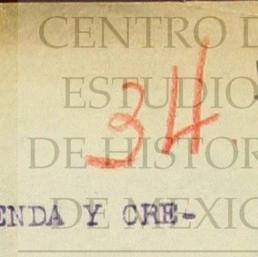 CENTRO D
ESTUDIO
DE HISTOR
DE MEXIC
34.
ENDA Y CRE-